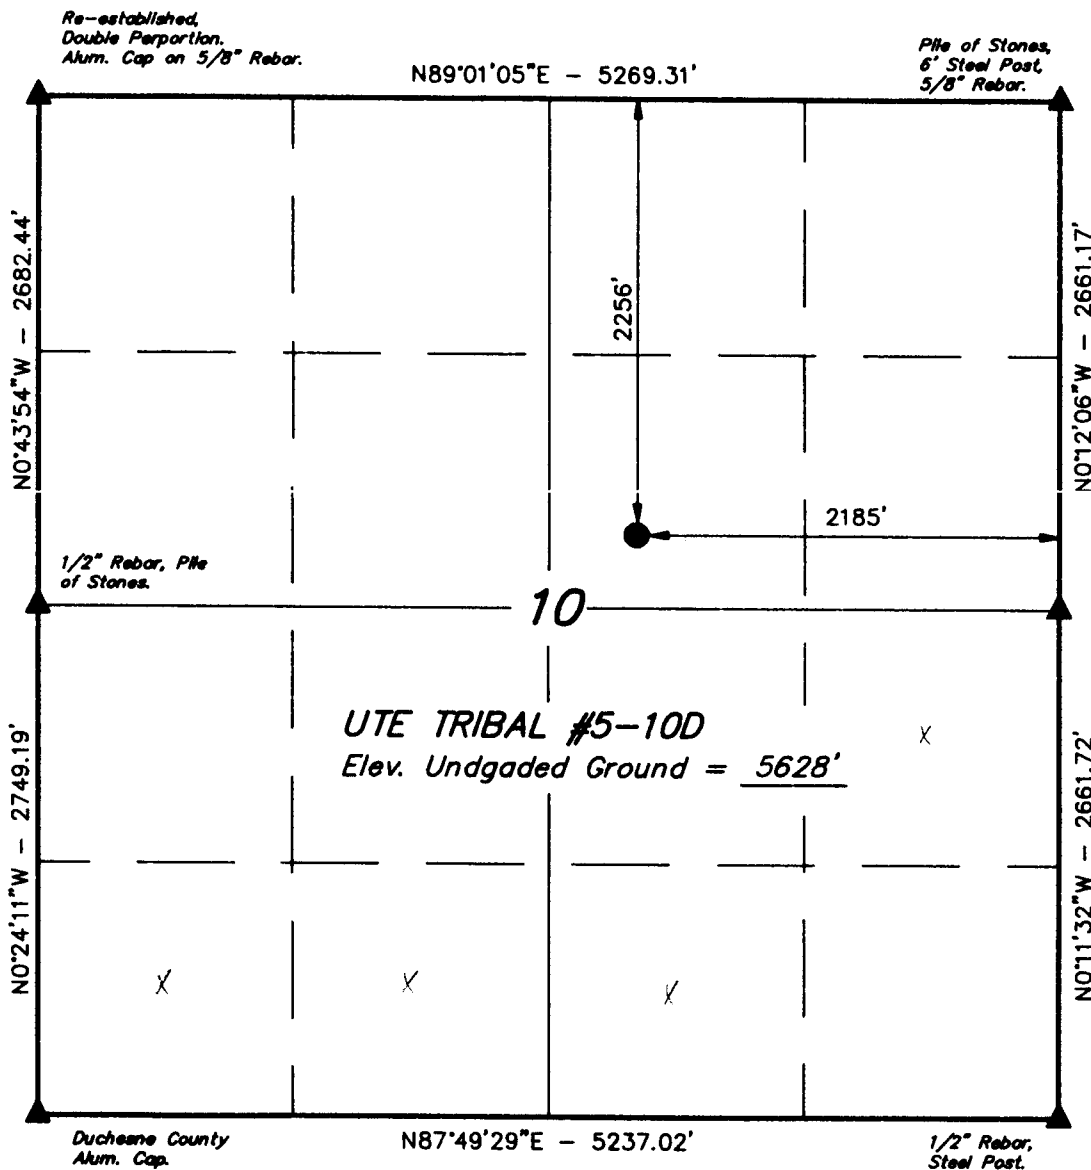 Re-established,
Double Perportion.
Alum. Cap on 5/8" Rebar.
N89°01'05"E - 5269.31'
Pile of Stones,
6' Steel Post,
5/8" Rebar.
N0°43'54"W - 2682.44'
2256'
N0°12'06"W - 2661.17'
2185'
1/2" Rebar, Pile
of Stones.
10
UTE TRIBAL #5-10D
Elev. Undgaded Ground = 5628'
X
N0°24'11"W - 2749.19'
N0°11'32"W - 2661.72'
X X X
Duchesne County
Alum. Cap.
N87°49'29"E - 5237.02'
1/2" Rebar,
Steel Post.